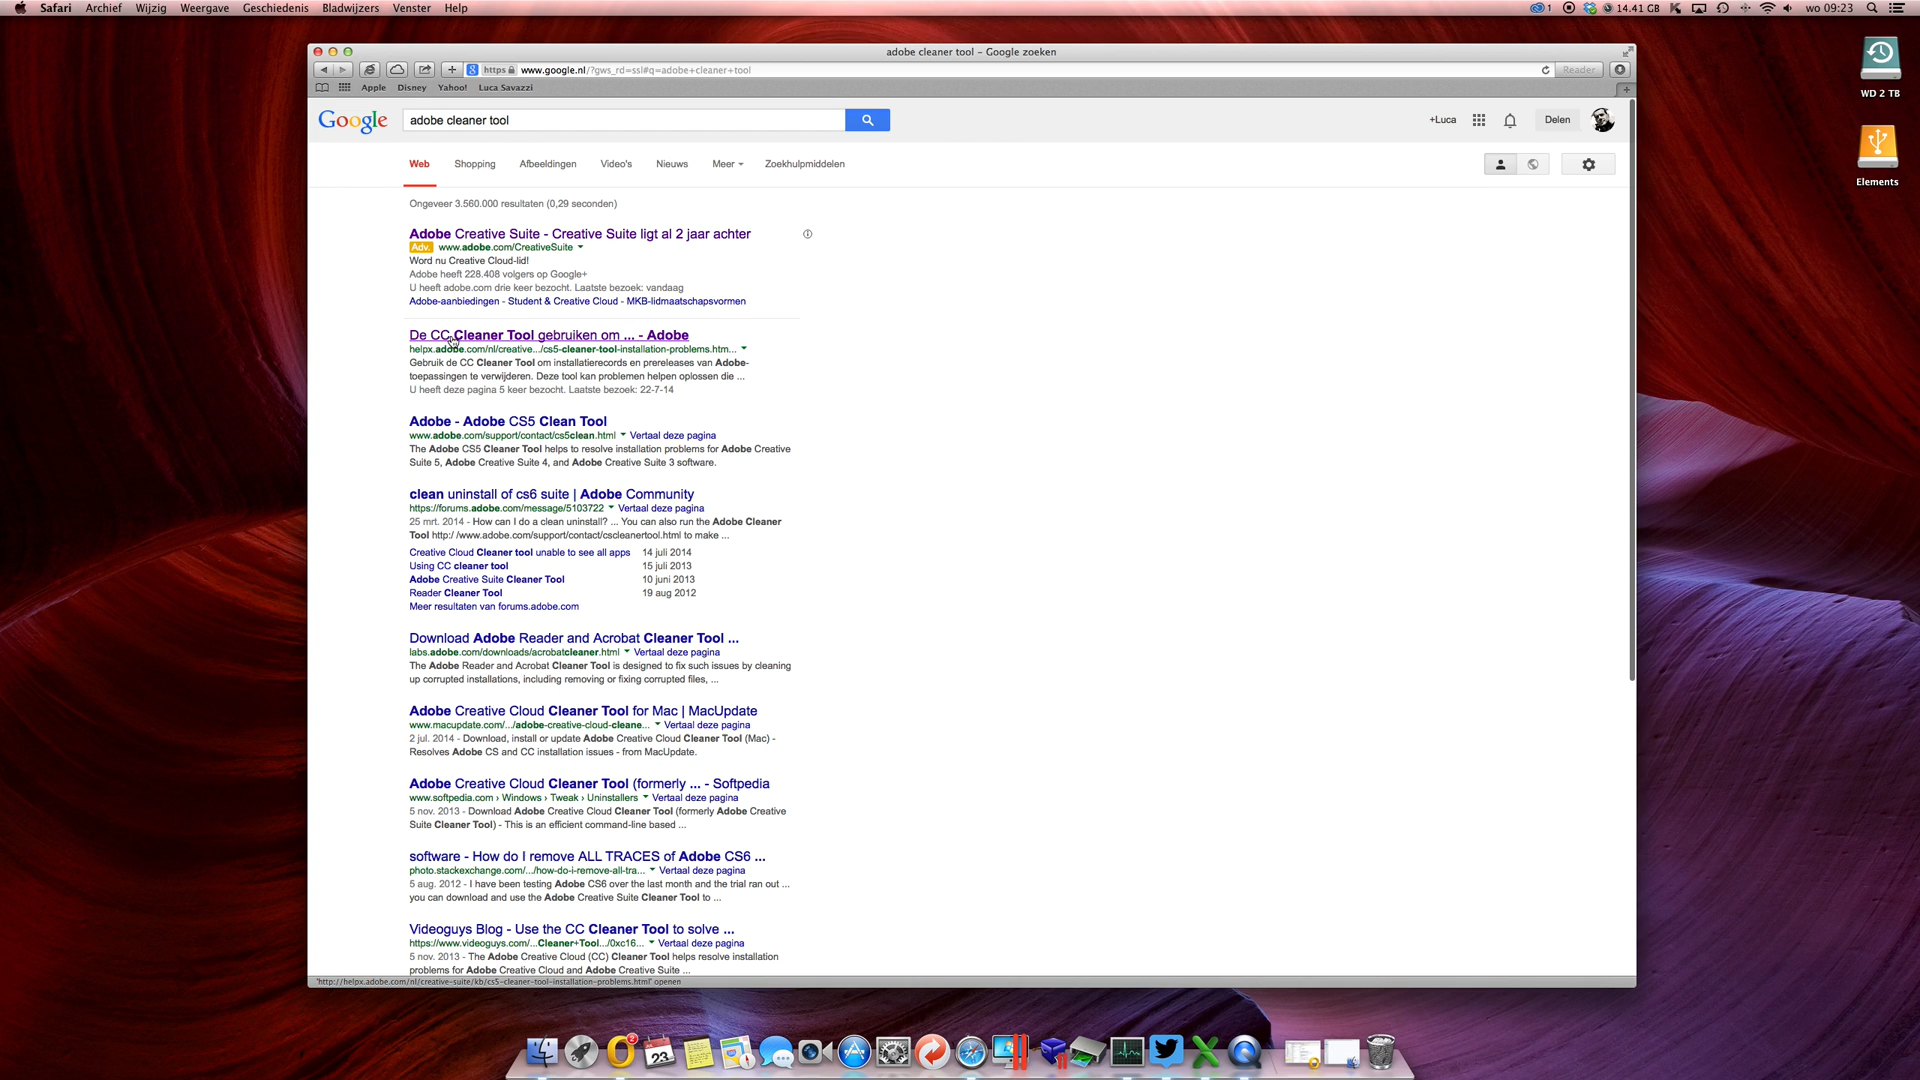 Safari Archief Wijzig Weergave Geschiedenis Bladwijzers Venster Help
1 14.41 GB wo 09:23
adobe cleaner tool – Google zoeken
https www.google.nl/?gws_rd=ssl#q=adobe+cleaner+tool Reader
Apple Disney Yahoo! Luca Savazzi
WD 2 TB
Elements
Google adobe cleaner tool +Luca Delen
Web Shopping Afbeeldingen Video's Nieuws Meer Zoekhulpmiddelen
Ongeveer 3.560.000 resultaten (0,29 seconden)
Adobe Creative Suite - Creative Suite ligt al 2 jaar achter
Adv. www.adobe.com/CreativeSuite
Word nu Creative Cloud-lid!
Adobe heeft 228.408 volgers op Google+
U heeft adobe.com drie keer bezocht. Laatste bezoek: vandaag
Adobe-aanbiedingen - Student & Creative Cloud - MKB-lidmaatschapsvormen
De CC Cleaner Tool gebruiken om ... - Adobe
helpx.adobe.com/nl/creative.../cs5-cleaner-tool-installation-problems.htm...
Gebruik de CC Cleaner Tool om installatierecords en prereleases van Adobe-
toepassingen te verwijderen. Deze tool kan problemen helpen oplossen die ...
U heeft deze pagina 5 keer bezocht. Laatste bezoek: 22-7-14
Adobe - Adobe CS5 Clean Tool
www.adobe.com/support/contact/cs5clean.html Vertaal deze pagina
The Adobe CS5 Cleaner Tool helps to resolve installation problems for Adobe Creative
Suite 5, Adobe Creative Suite 4, and Adobe Creative Suite 3 software.
clean uninstall of cs6 suite | Adobe Community
https://forums.adobe.com/message/5103722 Vertaal deze pagina
25 mrt. 2014 - How can I do a clean uninstall? ... You can also run the Adobe Cleaner
Tool http:/ /www.adobe.com/support/contact/cscleanertool.html to make ...
Creative Cloud Cleaner tool unable to see all apps 14 juli 2014
Using CC cleaner tool 15 juli 2013
Adobe Creative Suite Cleaner Tool 10 juni 2013
Reader Cleaner Tool 19 aug 2012
Meer resultaten van forums.adobe.com
Download Adobe Reader and Acrobat Cleaner Tool ...
labs.adobe.com/downloads/acrobatcleaner.html Vertaal deze pagina
The Adobe Reader and Acrobat Cleaner Tool is designed to fix such issues by cleaning
up corrupted installations, including removing or fixing corrupted files, ...
Adobe Creative Cloud Cleaner Tool for Mac | MacUpdate
www.macupdate.com/.../adobe-creative-cloud-cleane... Vertaal deze pagina
2 jul. 2014 - Download, install or update Adobe Creative Cloud Cleaner Tool (Mac) -
Resolves Adobe CS and CC installation issues - from MacUpdate.
Adobe Creative Cloud Cleaner Tool (formerly ... - Softpedia
www.softpedia.com › Windows › Tweak › Uninstallers Vertaal deze pagina
5 nov. 2013 - Download Adobe Creative Cloud Cleaner Tool (formerly Adobe Creative
Suite Cleaner Tool) - This is an efficient command-line based ...
software - How do I remove ALL TRACES of Adobe CS6 ...
photo.stackexchange.com/.../how-do-i-remove-all-tra... Vertaal deze pagina
5 aug. 2012 - I have been testing Adobe CS6 over the last month and the trial ran out ...
you can download and use the Adobe Creative Suite Cleaner Tool to ...
Videoguys Blog - Use the CC Cleaner Tool to solve ...
https://www.videoguys.com/...Cleaner+Tool.../0xc16... Vertaal deze pagina
5 nov. 2013 - The Adobe Creative Cloud (CC) Cleaner Tool helps resolve installation
problems for Adobe Creative Cloud and Adobe Creative Suite ...
'http://helpx.adobe.com/nl/creative-suite/kb/cs5-cleaner-tool-installation-problems.html' openen
2
23